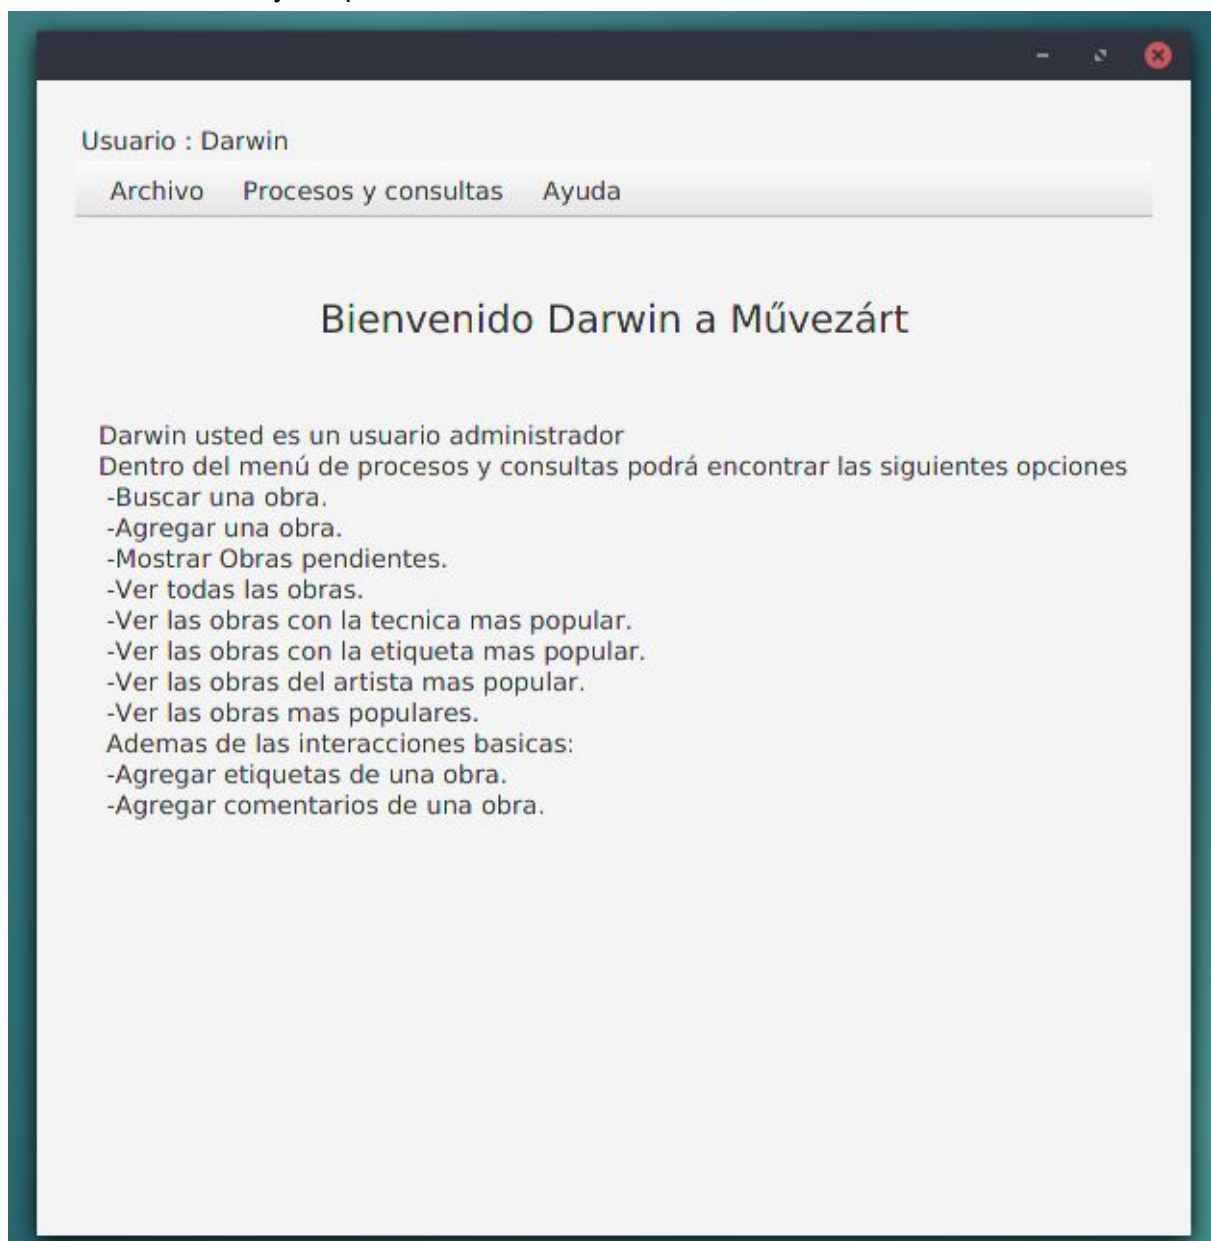 Usuario : Darwin
Archivo Procesos y consultas Ayuda
Bienvenido Darwin a Művezárt
Darwin usted es un usuario administrador
Dentro del menú de procesos y consultas podrá encontrar las siguientes opciones
-Buscar una obra.
-Agregar una obra.
-Mostrar Obras pendientes.
-Ver todas las obras.
-Ver las obras con la tecnica mas popular.
-Ver las obras con la etiqueta mas popular.
-Ver las obras del artista mas popular.
-Ver las obras mas populares.
Ademas de las interacciones basicas:
-Agregar etiquetas de una obra.
-Agregar comentarios de una obra.